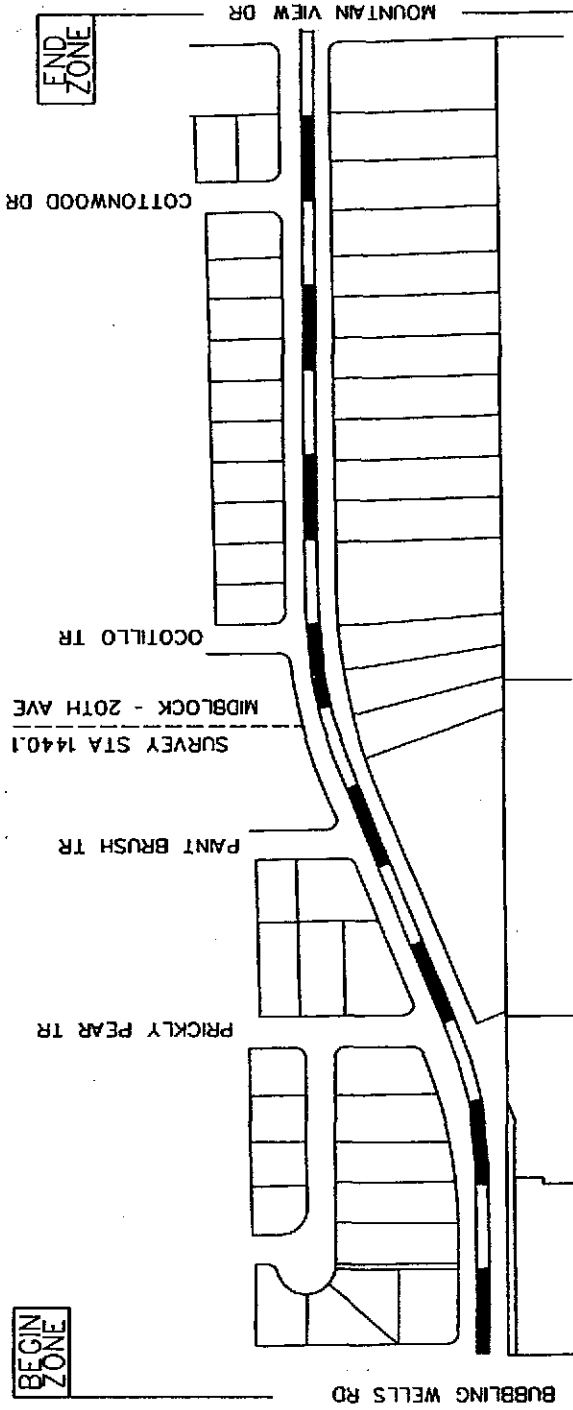 MOUNTAIN VIEW DR
END
ZONE
COTTONWOOD DR
OCOTILLO TR
MIDBLOCK - 20TH AVE
SURVEY STA 1440.1
PAINT BRUSH TR
PRICKLY PEAR TR
BEGIN
ZONE
BUBBLING WELLS RD